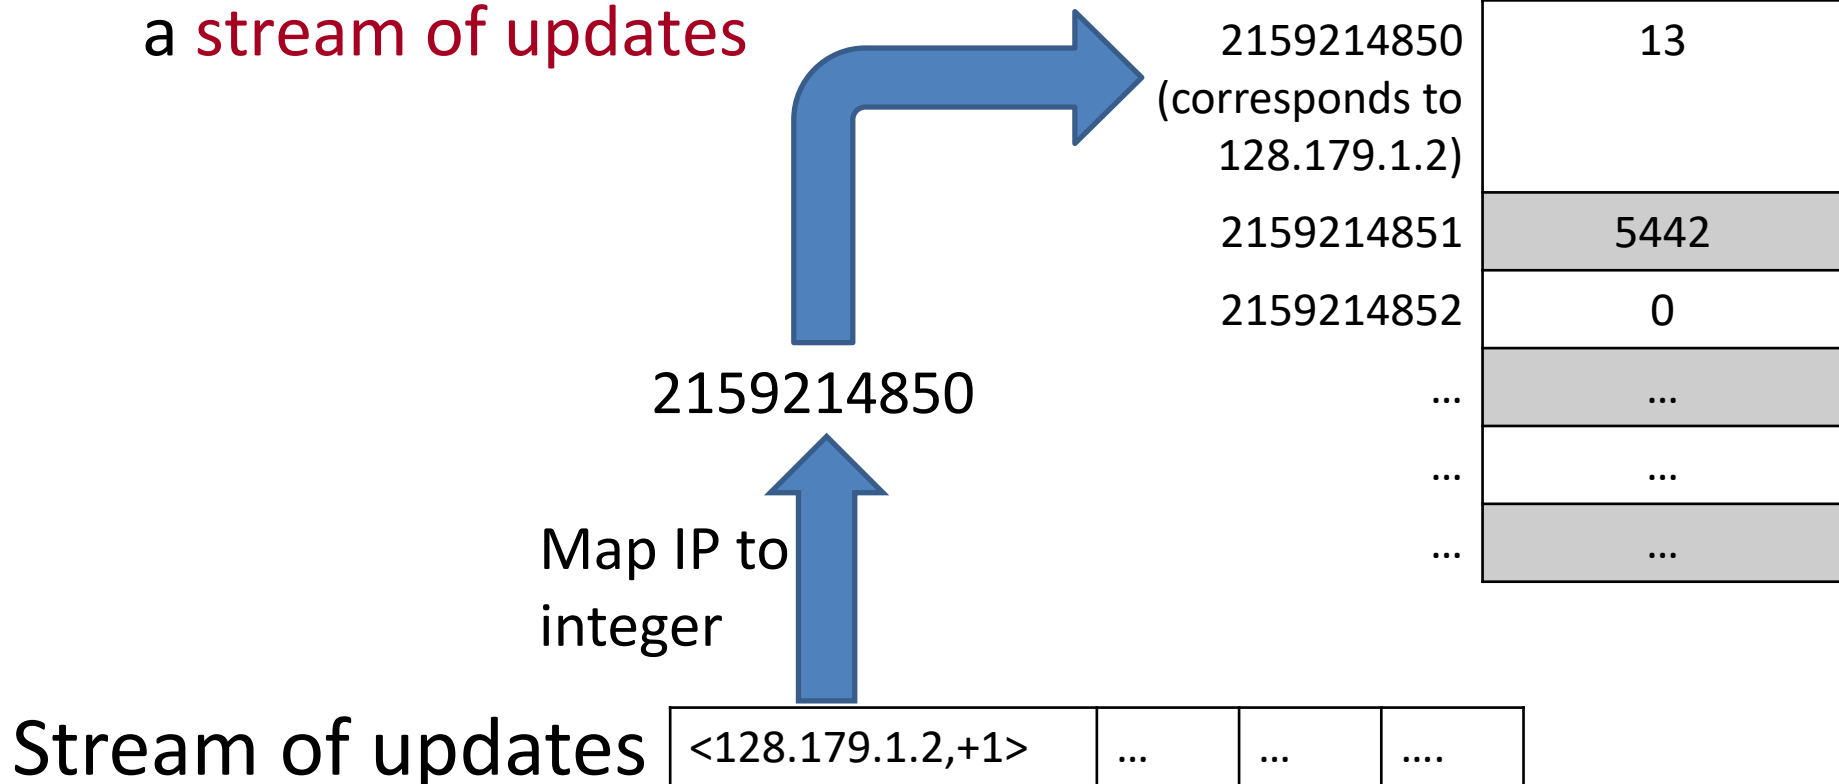 a stream of updates
2159214850 13
(corresponds to
128.179.1.2)
2159214851 5442
2159214852 0
... ...
... ...
... ...
2159214850
Map IP to
integer
Stream of updates <128.179.1.2,+1> ... ... ....